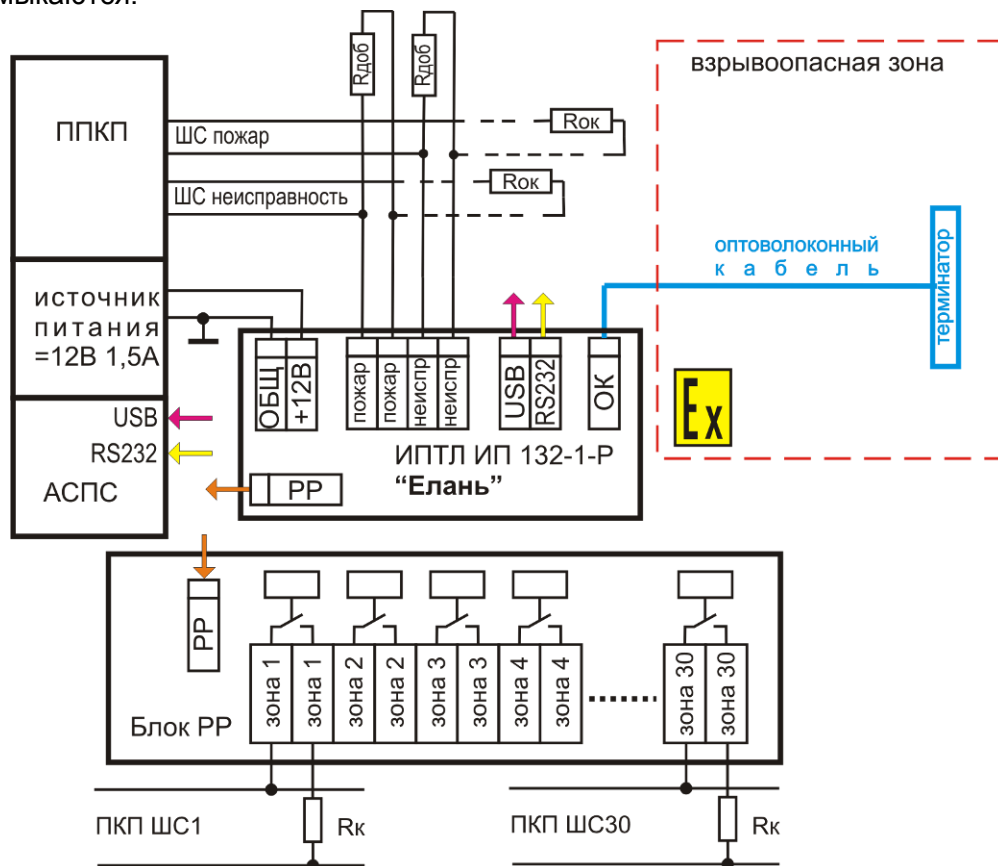 мыкаются.
взрывоопасная зона
Rдоб
Rдоб
ППКП
ШС пожар
Rок
ШС неисправность
Rок
оптоволоконный
кабель
терминатор
источник
питания
=12В 1,5А
ОБЩ
+12В
пожар
пожар
неиспр
неиспр
USB
RS232
ОК
Ex
USB
RS232
АСПС
ИПТЛ ИП 132-1-Р
“Елань”
РР
РР
Блок РР
зона 1
зона 1
зона 2
зона 2
зона 3
зона 3
зона 4
зона 4
зона 30
зона 30
ПКП ШС1
Rк
ПКП ШС30
Rк